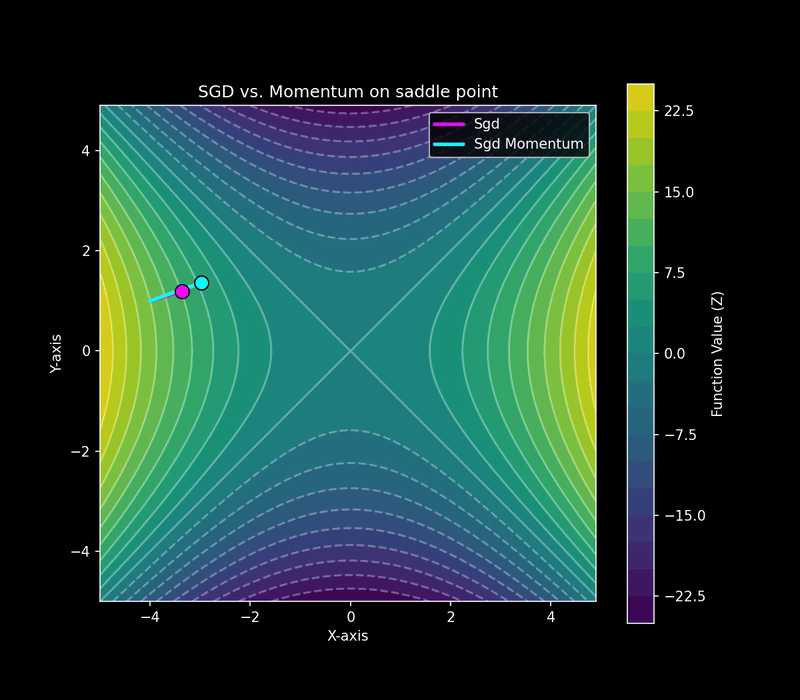 SGD vs. Momentum on saddle point
Sgd
Sgd Momentum
4
2
0
−2
−4
Y-axis
−4 −2 0 2 4
X-axis
22.5
15.0
7.5
0.0
−7.5
−15.0
−22.5
Function Value (Z)